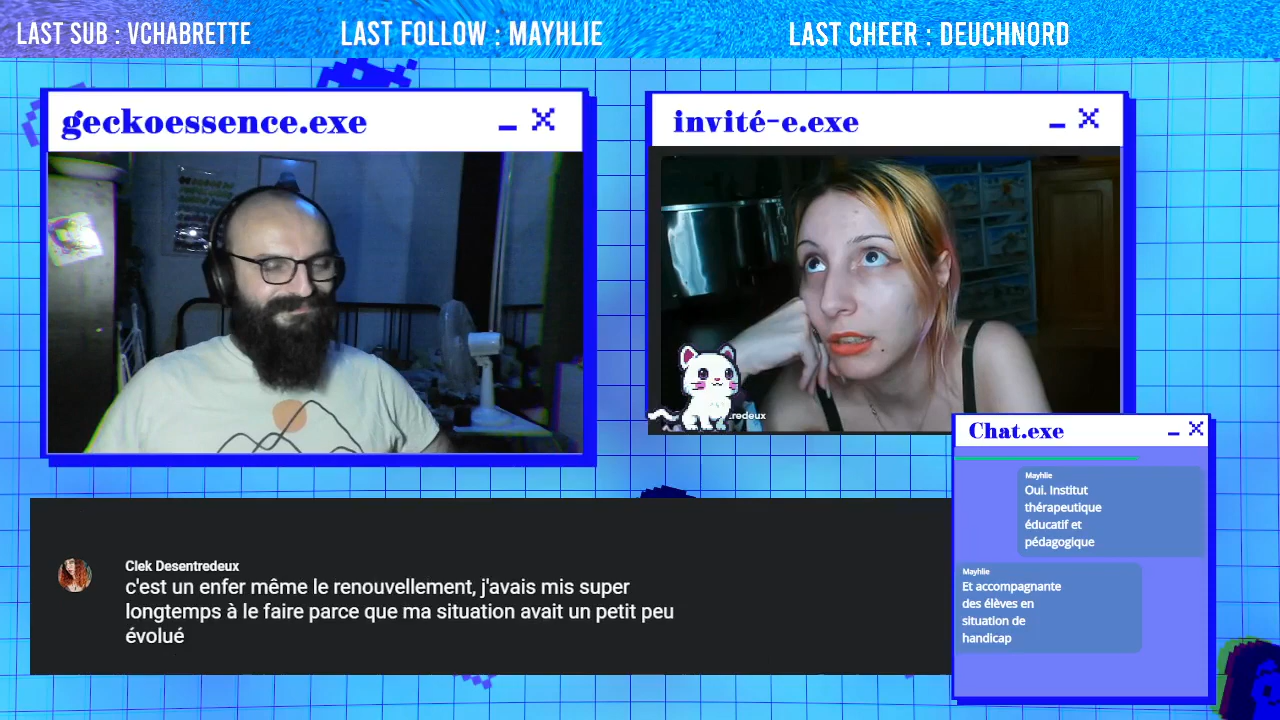 LAST SUB : VCHABRETTE
LAST FOLLOW : MAYHLIE
LAST CHEER : DEUCHNORD
geckoessence.exe
invité-e.exe
redeux
Chat.exe
Mayhlie
Oui. Institut
thérapeutique
éducatif et
pédagogique
Mayhlie
Et accompagnante
des élèves en
situation de
handicap
Clek Desentredeux
c'est un enfer même le renouvellement, j'avais mis super
longtemps à le faire parce que ma situation avait un petit peu
évolué